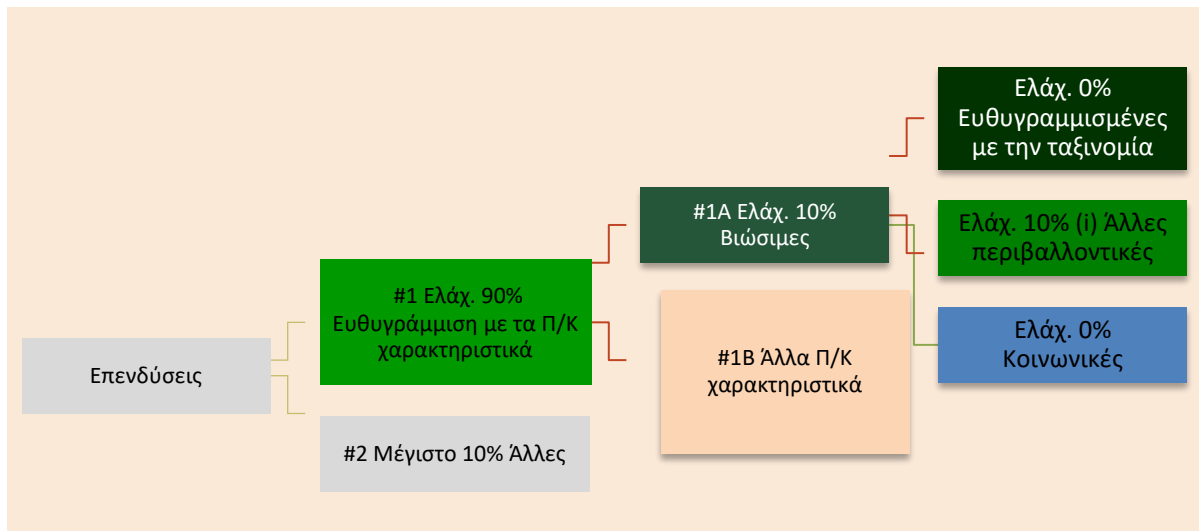 Επενδύσεις
#1 Ελάχ. 90%
Ευθυγράμμιση με τα Π/Κ
χαρακτηριστικά
#2 Μέγιστο 10% Άλλες
#1A Ελάχ. 10%
Βιώσιμες
#1B Άλλα Π/Κ
χαρακτηριστικά
Ελάχ. 0%
Ευθυγραμμισμένες
με την ταξινομία
Ελάχ. 10% (i) Άλλες
περιβαλλοντικές
Ελάχ. 0%
Κοινωνικές